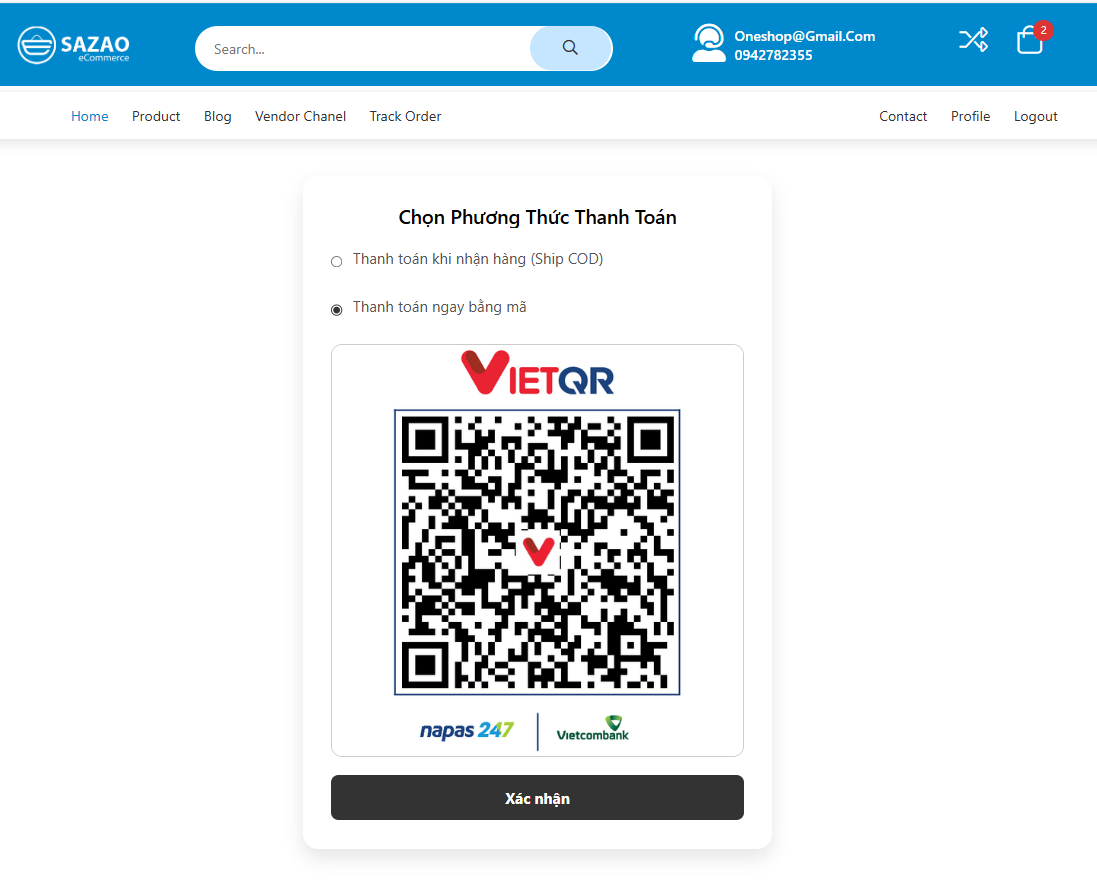 SAZAO
eCommerce
Search...
Oneshop@Gmail.Com
0942782355
2
Home Product Blog Vendor Chanel Track Order Contact Profile Logout
Chọn Phương Thức Thanh Toán
Thanh toán khi nhận hàng (Ship COD)
Thanh toán ngay bằng mã
VIETQR
napas 247 Vietcombank
Xác nhận